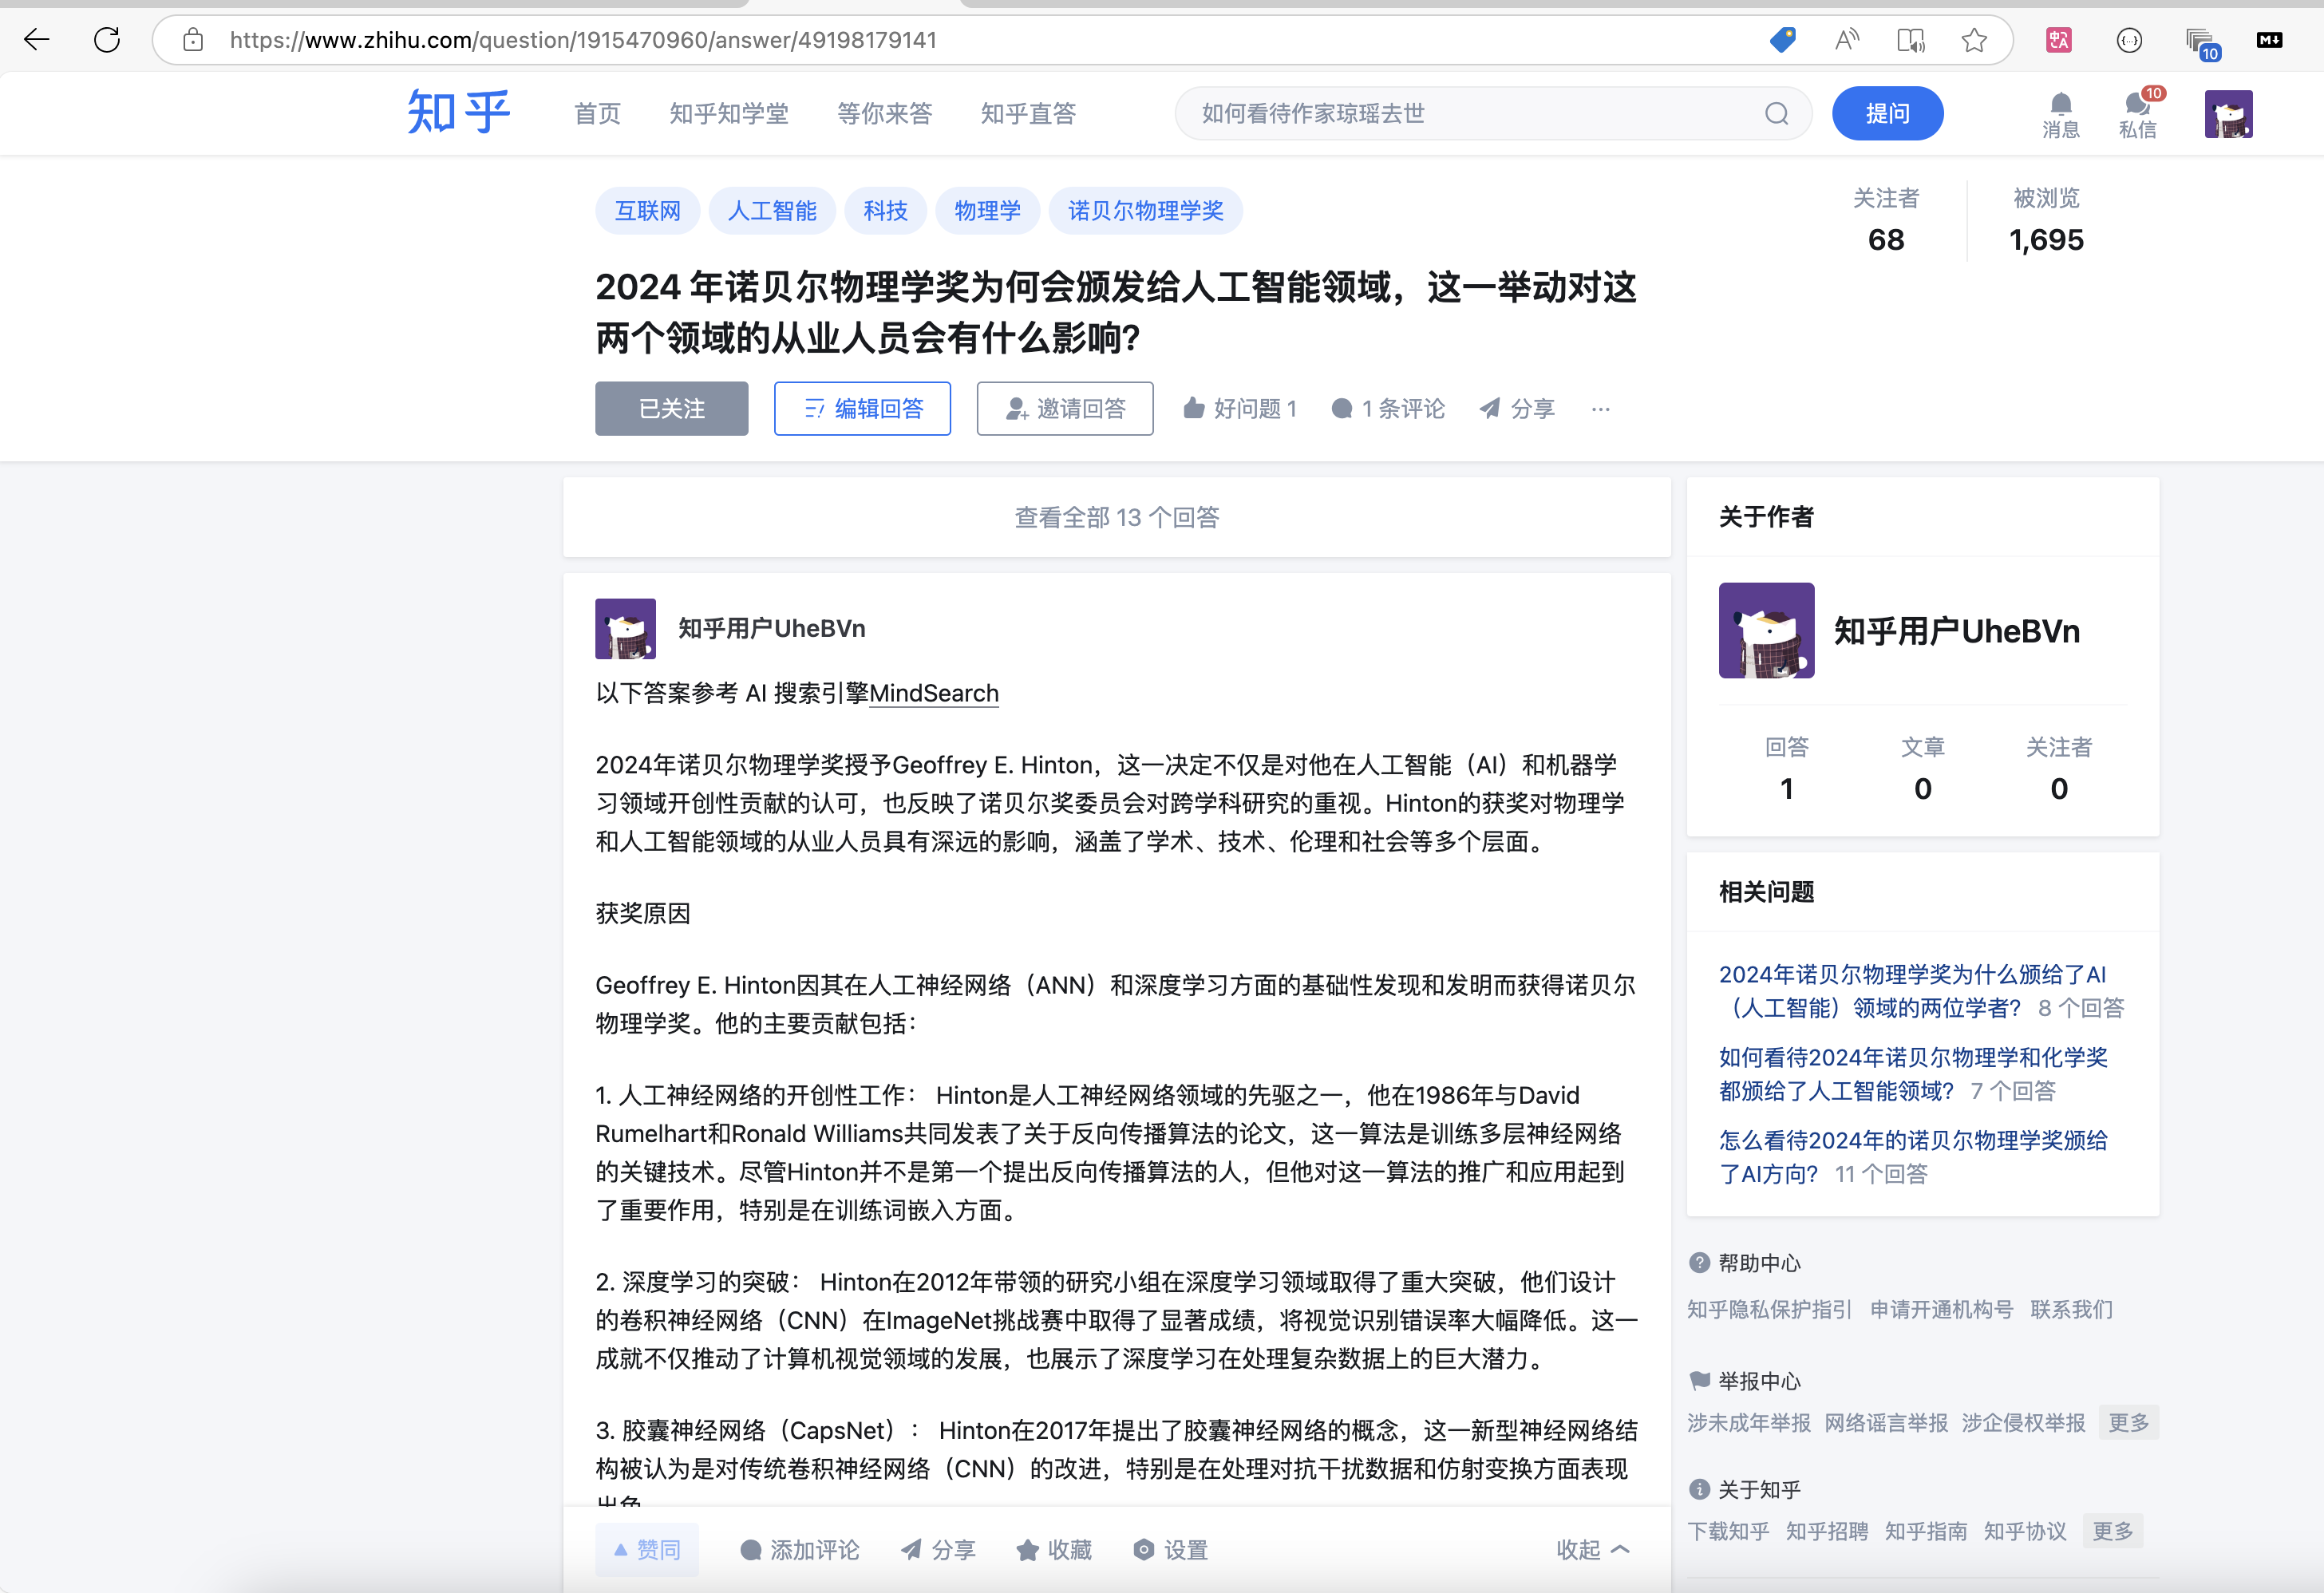 https://www.zhihu.com/question/1915470960/answer/49198179141
10
M↓
知乎
首页 知乎知学堂 等你来答 知乎直答
如何看待作家琼瑶去世
提问
10
消息 私信
互联网 人工智能 科技 物理学 诺贝尔物理学奖
关注者 被浏览
68 1,695
2024 年诺贝尔物理学奖为何会颁发给人工智能领域，这一举动对这
两个领域的从业人员会有什么影响？
已关注 编辑回答 邀请回答 好问题 1 1 条评论 分享 ···
查看全部 13 个回答
知乎用户UheBVn
以下答案参考 AI 搜索引擎MindSearch
2024年诺贝尔物理学奖授予Geoffrey E. Hinton，这一决定不仅是对他在人工智能（AI）和机器学
习领域开创性贡献的认可，也反映了诺贝尔奖委员会对跨学科研究的重视。Hinton的获奖对物理学
和人工智能领域的从业人员具有深远的影响，涵盖了学术、技术、伦理和社会等多个层面。
获奖原因
Geoffrey E. Hinton因其在人工神经网络（ANN）和深度学习方面的基础性发现和发明而获得诺贝尔
物理学奖。他的主要贡献包括：
1. 人工神经网络的开创性工作： Hinton是人工神经网络领域的先驱之一，他在1986年与David
Rumelhart和Ronald Williams共同发表了关于反向传播算法的论文，这一算法是训练多层神经网络
的关键技术。尽管Hinton并不是第一个提出反向传播算法的人，但他对这一算法的推广和应用起到
了重要作用，特别是在训练词嵌入方面。
2. 深度学习的突破： Hinton在2012年带领的研究小组在深度学习领域取得了重大突破，他们设计
的卷积神经网络（CNN）在ImageNet挑战赛中取得了显著成绩，将视觉识别错误率大幅降低。这一
成就不仅推动了计算机视觉领域的发展，也展示了深度学习在处理复杂数据上的巨大潜力。
3. 胶囊神经网络（CapsNet）： Hinton在2017年提出了胶囊神经网络的概念，这一新型神经网络结
构被认为是对传统卷积神经网络（CNN）的改进，特别是在处理对抗干扰数据和仿射变换方面表现
出色
赞同 添加评论 分享 收藏 设置 收起
关于作者
知乎用户UheBVn
回答 文章 关注者
1 0 0
相关问题
2024年诺贝尔物理学奖为什么颁给了AI
（人工智能）领域的两位学者？ 8 个回答
如何看待2024年诺贝尔物理学和化学奖
都颁给了人工智能领域？ 7 个回答
怎么看待2024年的诺贝尔物理学奖颁给
了AI方向？ 11 个回答
帮助中心
知乎隐私保护指引 申请开通机构号 联系我们
举报中心
涉未成年举报 网络谣言举报 涉企侵权举报 更多
关于知乎
下载知乎 知乎招聘 知乎指南 知乎协议 更多